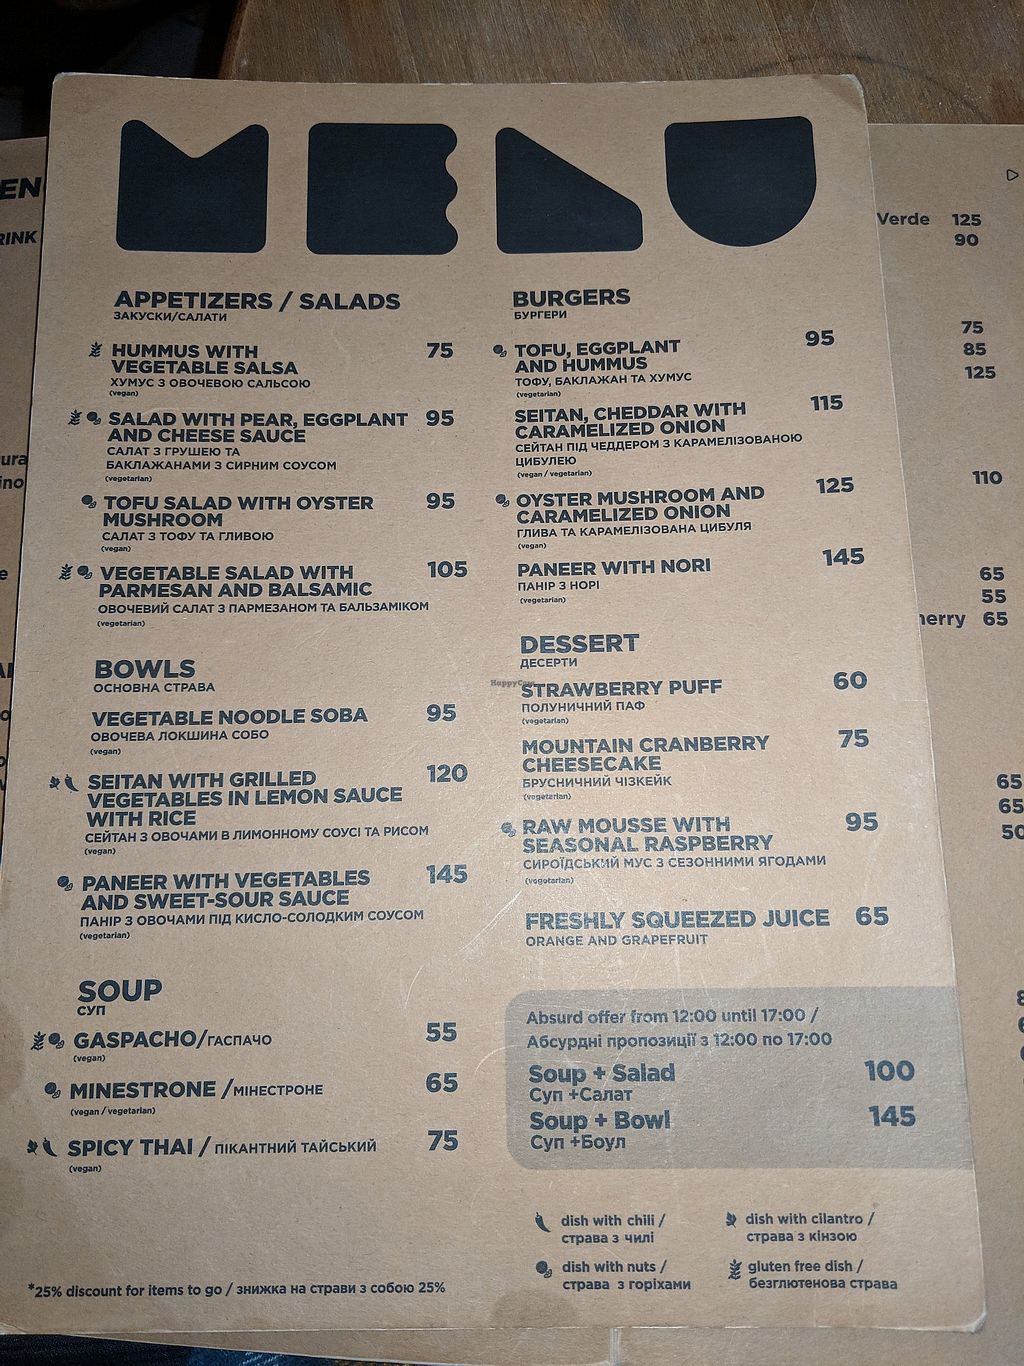 MENU
APPETIZERS / SALADS
ЗАКУСКИ/САЛАТИ
HUMMUS WITH 75
VEGETABLE SALSA
ХУМУС З ОВОЧЕВОЮ САЛЬСОЮ
(vegan)
SALAD WITH PEAR, EGGPLANT 95
AND CHEESE SAUCE
САЛАТ З ГРУШЕЮ ТА
БАКЛАЖАНАМИ З СИРНИМ СОУСОМ
(vegetarian)
TOFU SALAD WITH OYSTER 95
MUSHROOM
САЛАТ З ТОФУ ТА ГЛИВОЮ
(vegan)
VEGETABLE SALAD WITH 105
PARMESAN AND BALSAMIC
ОВОЧЕВИЙ САЛАТ З ПАРМЕЗАНОМ ТА БАЛЬЗАМІКОМ
(vegetarian)
BOWLS
ОСНОВНА СТРАВА
VEGETABLE NOODLE SOBA 95
ОВОЧЕВА ЛОКШИНА СОБО
(vegan)
SEITAN WITH GRILLED 120
VEGETABLES IN LEMON SAUCE
WITH RICE
СЕЙТАН З ОВОЧАМИ В ЛИМОННОМУ СОУСІ ТА РИСОМ
(vegan)
PANEER WITH VEGETABLES 145
AND SWEET-SOUR SAUCE
ПАНІР З ОВОЧАМИ ПІД КИСЛО-СОЛОДКИМ СОУСОМ
(vegetarian)
SOUP
СУП
GASPACHO/ГАСПАЧО 55
(vegan)
MINESTRONE /МІНЕСТРОНЕ 65
(vegan / vegetarian)
SPICY THAI / ПІКАНТНИЙ ТАЙСЬКИЙ 75
(vegan)
*25% discount for items to go / знижка на страви з собою 25%
BURGERS
БУРГЕРИ
TOFU, EGGPLANT 95
AND HUMMUS
ТОФУ, БАКЛАЖАН ТА ХУМУС
(vegetarian)
SEITAN, CHEDDAR WITH 115
CARAMELIZED ONION
СЕЙТАН ПІД ЧЕДДЕРОМ З КАРАМЕЛІЗОВАНОЮ
ЦИБУЛЕЮ
(vegan / vegetarian)
OYSTER MUSHROOM AND 125
CARAMELIZED ONION
ГЛИВА ТА КАРАМЕЛІЗОВАНА ЦИБУЛЯ
(vegan)
PANEER WITH NORI 145
ПАНІР З НОРІ
(vegetarian)
DESSERT
ДЕСЕРТИ
HappyCow
STRAWBERRY PUFF 60
ПОЛУНИЧНИЙ ПАФ
(vegetarian)
MOUNTAIN CRANBERRY 75
CHEESECAKE
БРУСНИЧНИЙ ЧІЗКЕЙК
(vegetarian)
RAW MOUSSE WITH 95
SEASONAL RASPBERRY
СИРОЇДСЬКИЙ МУС З СЕЗОННИМИ ЯГОДАМИ
(vegetarian)
FRESHLY SQUEEZED JUICE 65
ORANGE AND GRAPEFRUIT
Absurd offer from 12:00 until 17:00 /
Абсурдні пропозиції з 12:00 по 17:00
Soup + Salad 100
Суп +Салат
Soup + Bowl 145
Суп +Боул
dish with chili /
страва з чилі
dish with cilantro /
страва з кінзою
dish with nuts /
страва з горіхами
gluten free dish /
безглютенова страва
Verde 125
90
75
85
125
110
65
55
herry 65
65
65
50